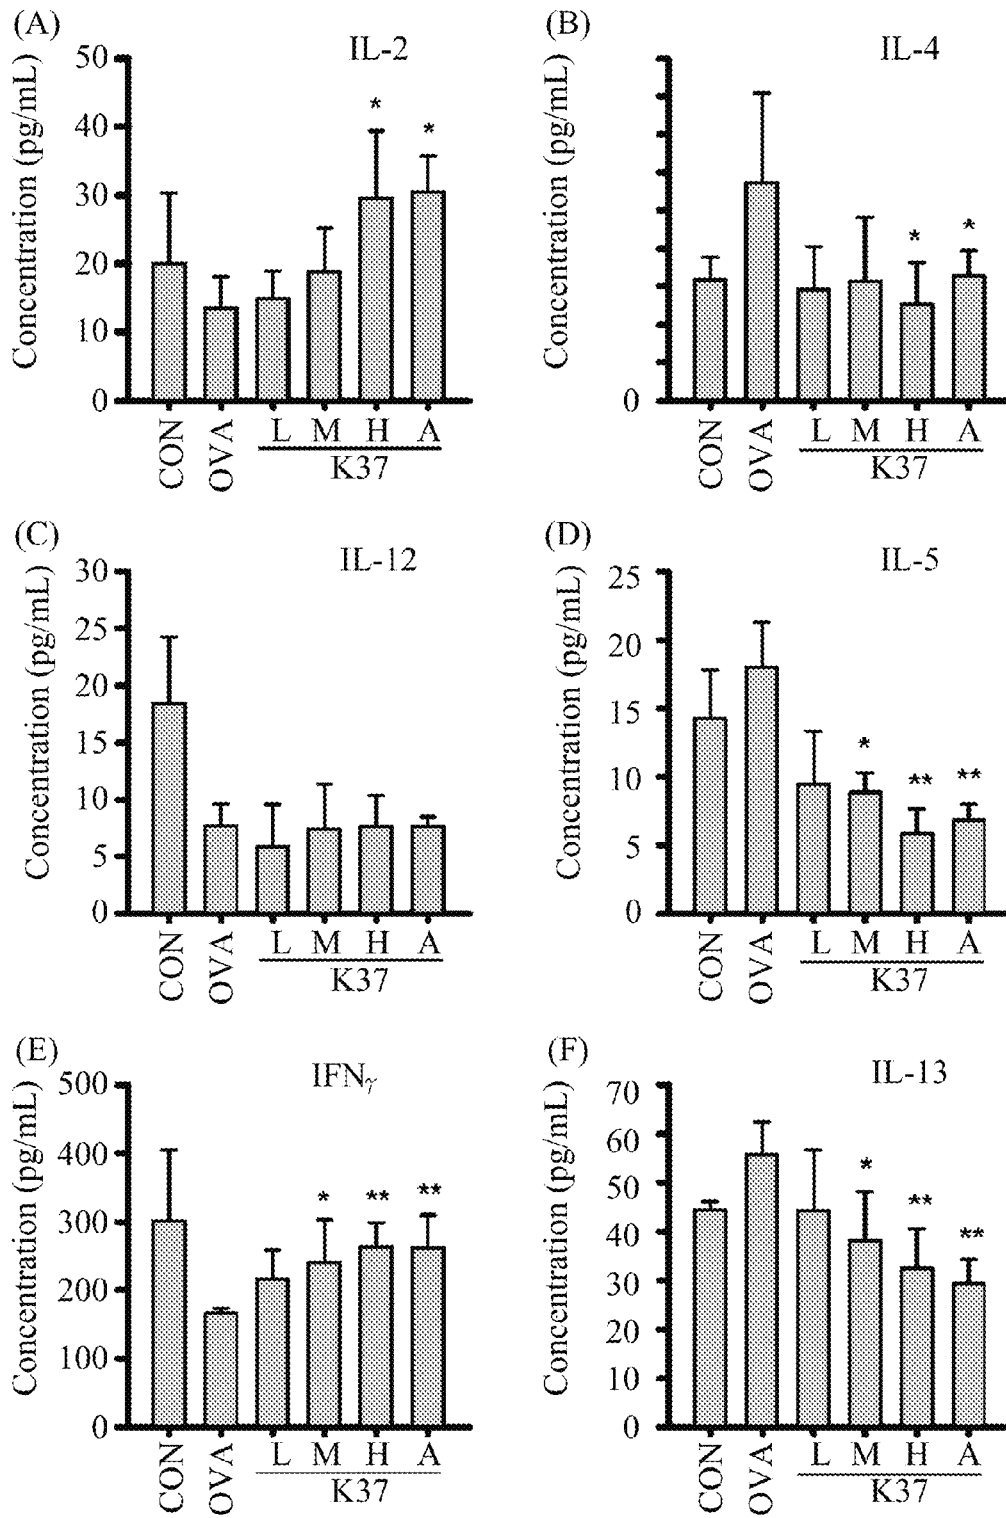 (A)
IL-2
Concentration (pg/mL)
50
40
30
20
10
0
CON
OVA
L M H A
K37
(B)
IL-4
Concentration (pg/mL)
0
CON
OVA
L M H A
K37
* *
* *
(C)
IL-12
Concentration (pg/mL)
30
25
20
15
10
5
0
CON
OVA
L M H A
K37
(D)
IL-5
Concentration (pg/mL)
25
20
15
10
5
0
* ** **
CON
OVA
L M H A
K37
(E)
IFNγ
Concentration (pg/mL)
500
400
300
200
100
0
* ** **
CON
OVA
L M H A
K37
(F)
IL-13
Concentration (pg/mL)
70
60
50
40
30
20
10
0
* ** **
CON
OVA
L M H A
K37